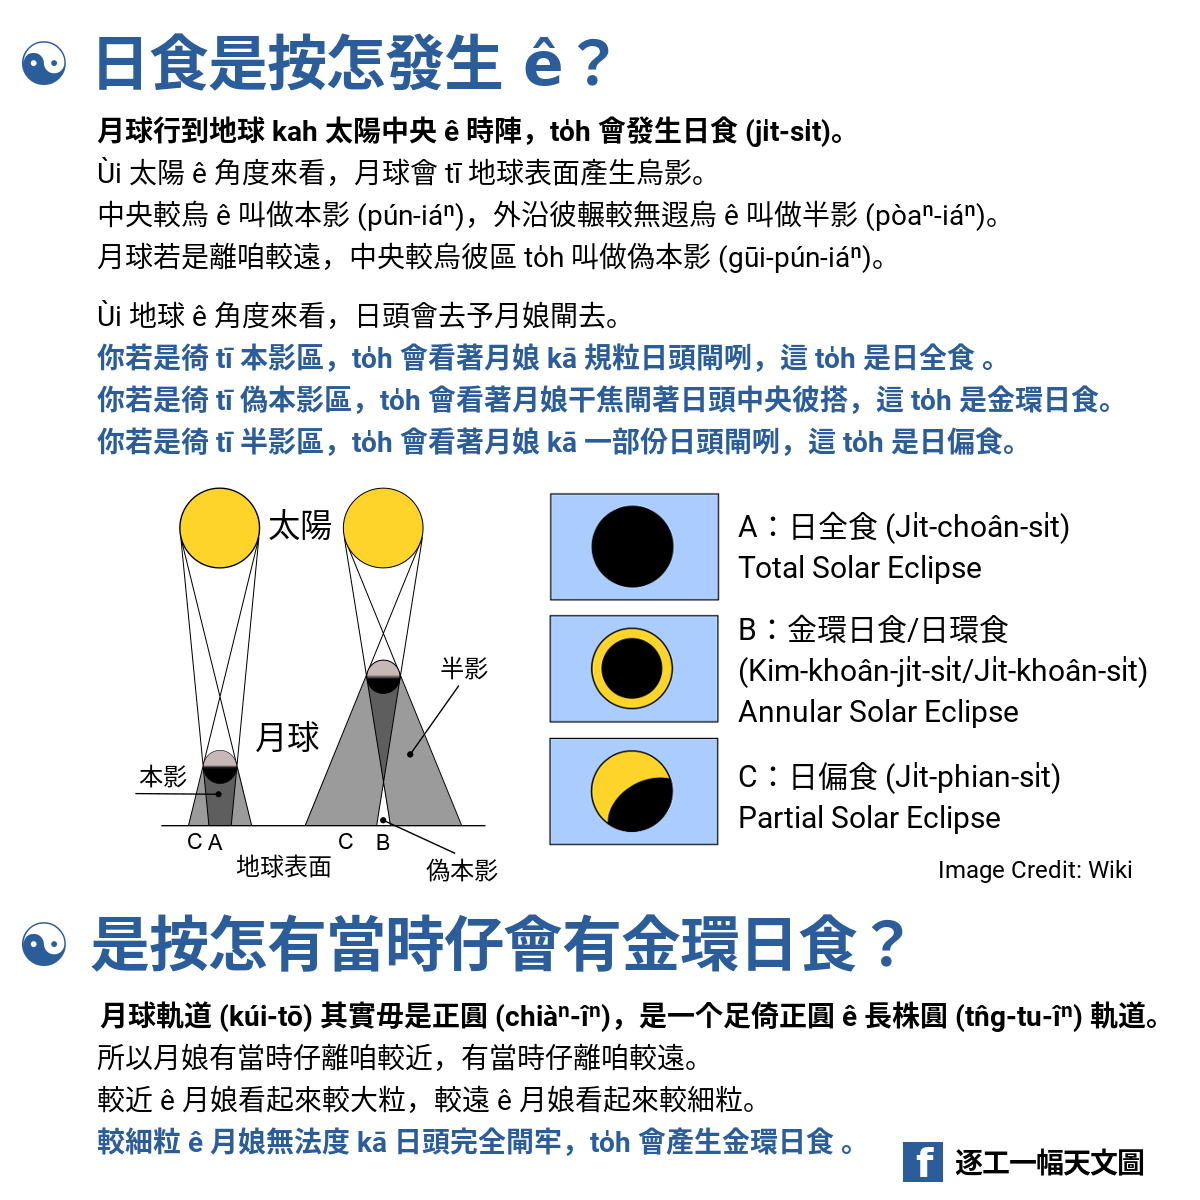 ☯ 日食是按怎發生 ê？
月球行到地球 kah 太陽中央 ê 時陣，to̍h 會發生日食 (ji̍t-si̍t)。
Ùi 太陽 ê 角度來看，月球會 tī 地球表面產生烏影。
中央較烏 ê 叫做本影 (pún-iáⁿ)，外沿彼輾較無遐烏 ê 叫做半影 (pòaⁿ-iáⁿ)。
月球若是離咱較遠，中央較烏彼區 to̍h 叫做偽本影 (gūi-pún-iáⁿ)。
Ùi 地球 ê 角度來看，日頭會去予月娘閘去。
你若是徛 tī 本影區，to̍h 會看著月娘 kā 規粒日頭閘咧，這 to̍h 是日全食 。
你若是徛 tī 偽本影區，to̍h 會看著月娘干焦閘著日頭中央彼搭，這 to̍h 是金環日食。
你若是徛 tī 半影區，to̍h 會看著月娘 kā 一部份日頭閘咧，這 to̍h 是日偏食。
太陽
半影
月球
本影
C A
C B
地球表面
偽本影
A：日全食 (Ji̍t-choân-si̍t)
Total Solar Eclipse
B：金環日食/日環食
(Kim-khoân-ji̍t-si̍t/Ji̍t-khoân-si̍t)
Annular Solar Eclipse
C：日偏食 (Ji̍t-phian-si̍t)
Partial Solar Eclipse
Image Credit: Wiki
☯ 是按怎有當時仔會有金環日食？
月球軌道 (kúi-tō) 其實毋是正圓 (chiàⁿ-îⁿ)，是一个足倚正圓 ê 長株圓 (tn̂g-tu-îⁿ) 軌道。
所以月娘有當時仔離咱較近，有當時仔離咱較遠。
較近 ê 月娘看起來較大粒，較遠 ê 月娘看起來較細粒。
較細粒 ê 月娘無法度 kā 日頭完全閘牢，to̍h 會產生金環日食 。
f 逐工一幅天文圖